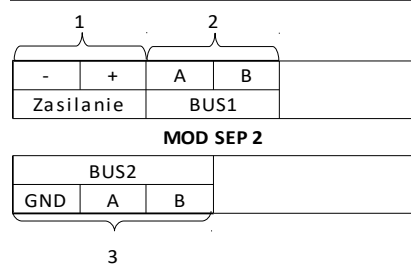 1 2
- + A B
Zasilanie BUS1
MOD SEP 2
BUS2
GND A B
3